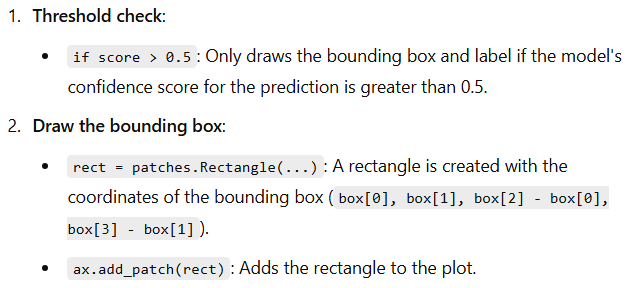 1. Threshold check:
• if score > 0.5 : Only draws the bounding box and label if the model's
confidence score for the prediction is greater than 0.5.
2. Draw the bounding box:
• rect = patches.Rectangle(...) : A rectangle is created with the
coordinates of the bounding box ( box[0], box[1], box[2] - box[0],
box[3] - box[1] ).
• ax.add_patch(rect) : Adds the rectangle to the plot.